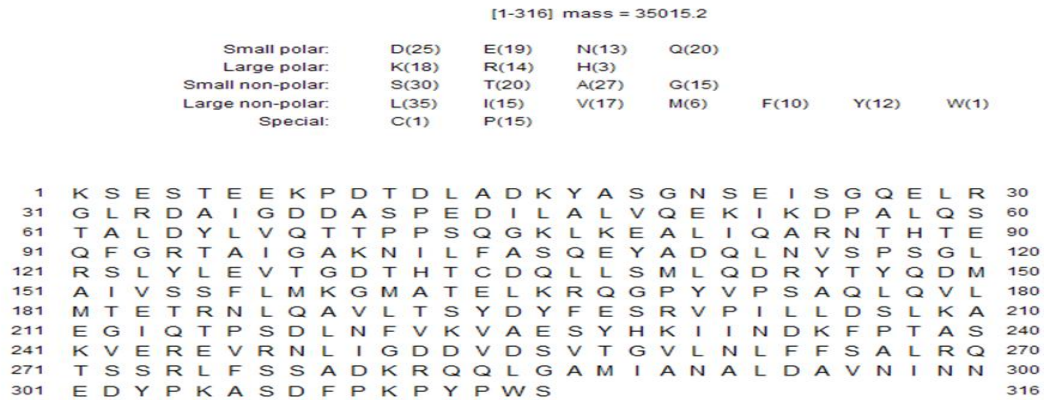 [1-316] mass = 35015.2
Small polar: D(25) E(19) N(13) Q(20)
Large polar: K(18) R(14) H(3)
Small non-polar: S(30) T(20) A(27) G(15)
Large non-polar: L(35) I(15) V(17) M(6) F(10) Y(12) W(1)
Special: C(1) P(15)
1 K S E S T E E K P D T D L A D K Y A S G N S E I S G Q E L R 30
31 G L R D A I G D D A S P E D I L A L V Q E K I K D P A L Q S 60
61 T A L D Y L V Q T T P P S Q G K L K E A L I Q A R N T H T E 90
91 Q F G R T A I G A K N I L F A S Q E Y A D Q L N V S P S G L 120
121 R S L Y L E V T G D T H T C D Q L L S M L Q D R Y T Y Q D M 150
151 A I V S S F L M K G M A T E L K R Q G P Y V P S A Q L Q V L 180
181 M T E T R N L Q A V L T S Y D Y F E S R V P I L L D S L K A 210
211 E G I Q T P S D L N F V K V A E S Y H K I I N D K F P T A S 240
241 K V E R E V R N L I G D D V D S V T G V L N L F F S A L R Q 270
271 T S S R L F S S A D K R Q Q L G A M I A N A L D A V N I N N 300
301 E D Y P K A S D F P K P Y P W S 316